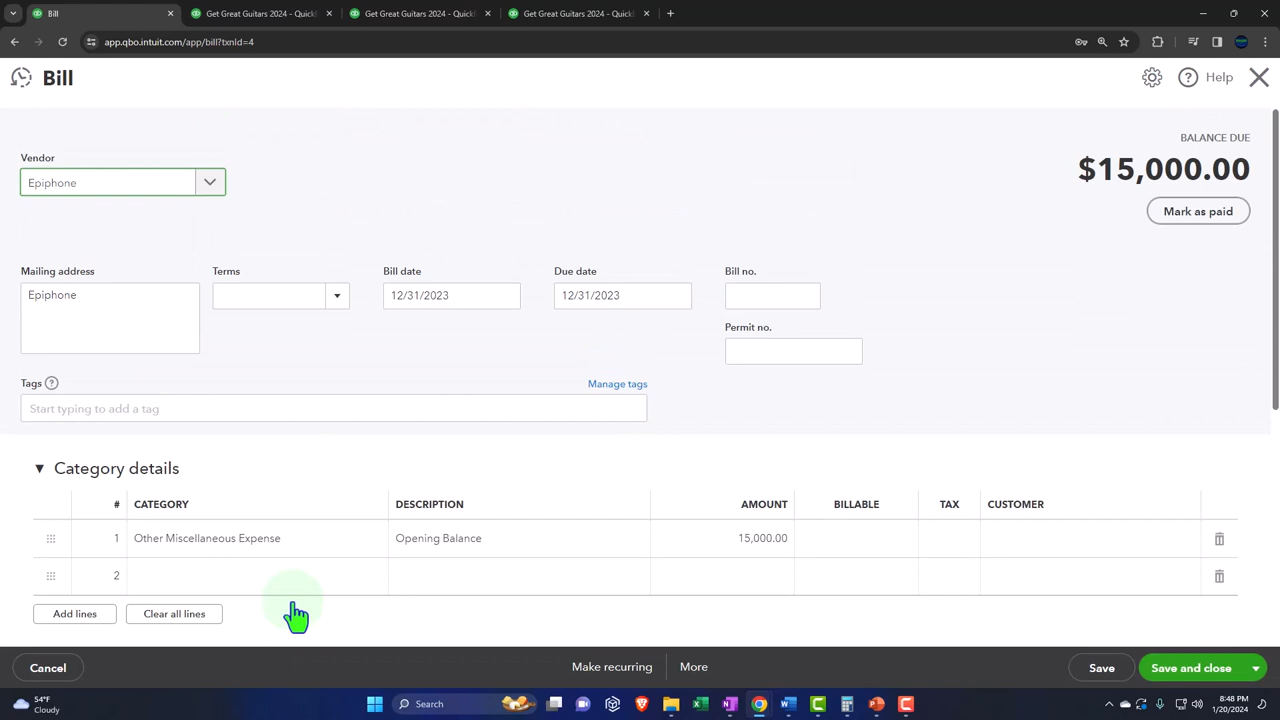 Bill
Get Great Guitars 2024 – Quick
Get Great Guitars 2024 – Quick
Get Great Guitars 2024 – Quick
app.qbo.intuit.com/app/bill?txnId=4
Bill
Help
BALANCE DUE
Vendor
$15,000.00
Epiphone
Mark as paid
Mailing address Terms Bill date Due date Bill no.
Epiphone 12/31/2023 12/31/2023
Permit no.
Tags ? Manage tags
Start typing to add a tag
Category details
# CATEGORY DESCRIPTION AMOUNT BILLABLE TAX CUSTOMER
1 Other Miscellaneous Expense Opening Balance 15,000.00
2
Add lines Clear all lines
Cancel Make recurring More Save Save and close
54°F
Cloudy
Search
8:48 PM
1/20/2024